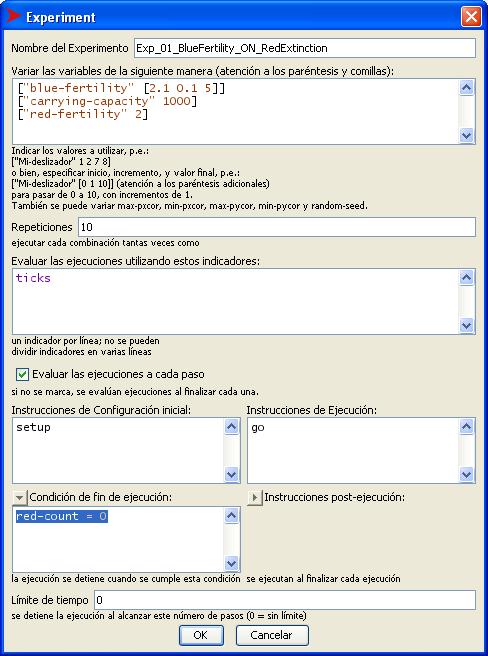 Experiment
Nombre del Experimento Exp_01_BlueFertility_ON_RedExtinction
Variar las variables de la siguiente manera (atención a los paréntesis y comillas):
["blue-fertility" [2.1 0.1 5]]
["carrying-capacity" 1000]
["red-fertility" 2]
Indicar los valores a utilizar, p.e.:
["Mi-deslizador" 1 2 7 8]
o bien, especificar inicio, incremento, y valor final, p.e.:
["Mi-deslizador" [0 1 10]] (atención a los paréntesis adicionales)
para pasar de 0 a 10, con incrementos de 1.
También se puede variar max-pxcor, min-pxcor, max-pycor, min-pycor y random-seed.
Repeticiones 10
ejecutar cada combinación tantas veces como
Evaluar las ejecuciones utilizando estos indicadores:
ticks
un indicador por línea; no se pueden
dividir indicadores en varias líneas
Evaluar las ejecuciones a cada paso
si no se marca, se evalúan ejecuciones al finalizar cada una.
Instrucciones de Configuración inicial: Instrucciones de Ejecución:
setup go
Condición de fin de ejecución: Instrucciones post-ejecución:
red-count = 0
la ejecución se detiene cuando se cumple esta condición se ejecutan al finalizar cada ejecución
Límite de tiempo 0
se detiene la ejecución al alcanzar este número de pasos (0 = sin límite)
OK Cancelar